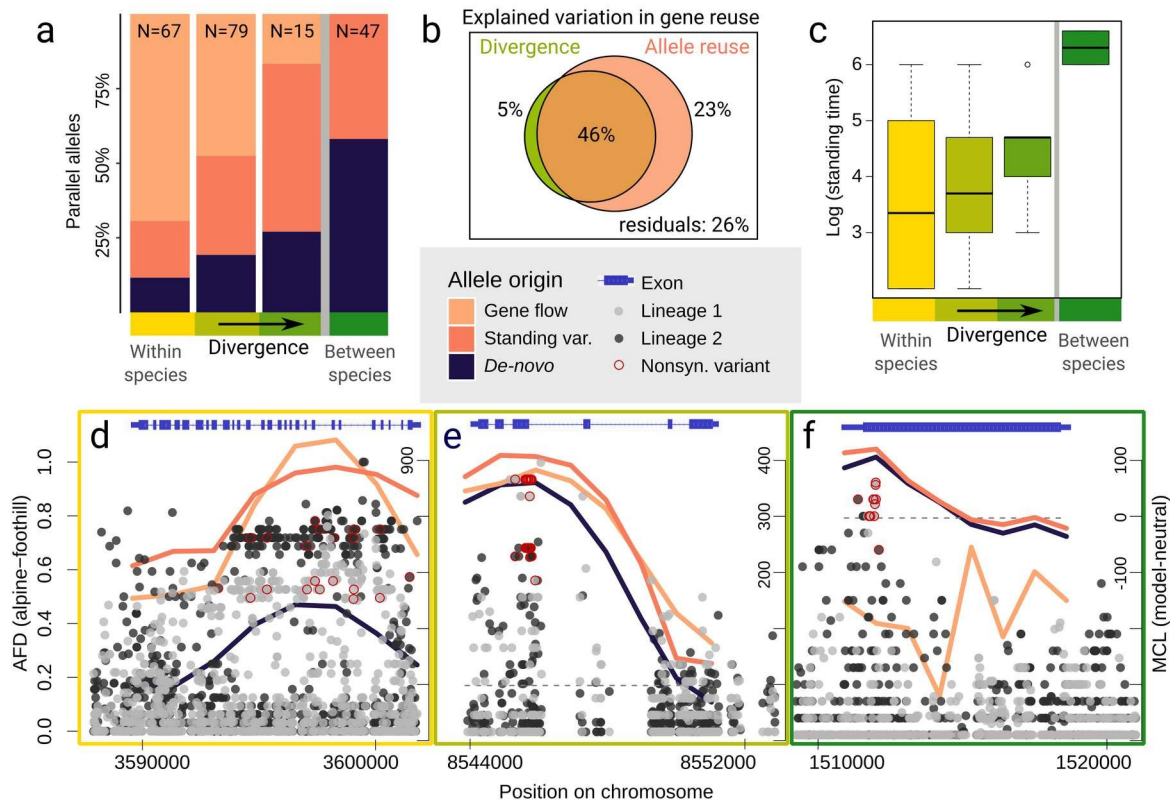 a
N=67 N=79 N=15 N=47
75%
50%
25%
Parallel alleles
Within species
Divergence
Between species
b
Explained variation in gene reuse
Divergence
Allele reuse
5%
46%
23%
residuals: 26%
c
6
5
4
3
Log (standing time)
Within species
Divergence
Between species
Allele origin
Gene flow
Standing var.
De-novo
Exon
Lineage 1
Lineage 2
Nonsyn. variant
d
AFD (alpine–foothill)
1.0
0.8
0.6
0.4
0.2
0.0
900
3590000 3600000
e
400
300
200
8544000 8552000
f
100
0
-100
MCL (model-neutral)
1510000 1520000
Position on chromosome